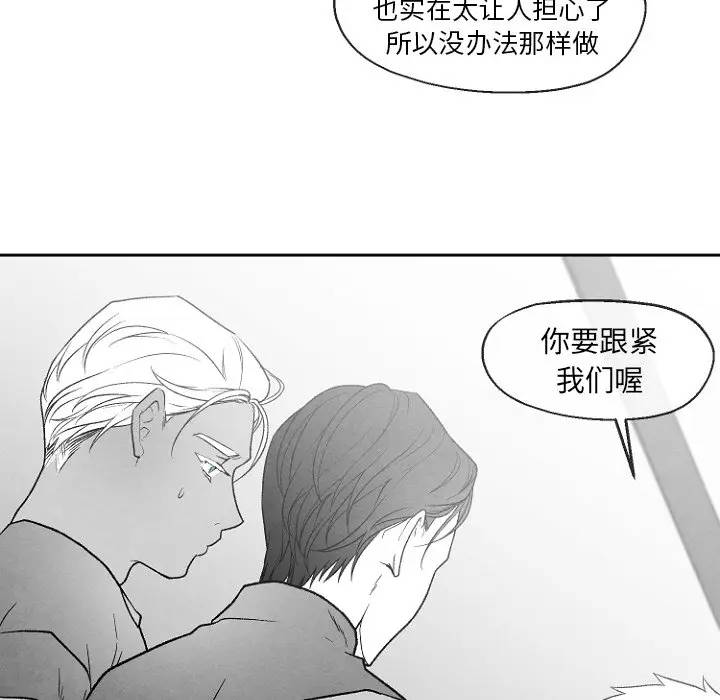 也实在太让人担心了
所以没办法那样做
你要跟紧
我们喔